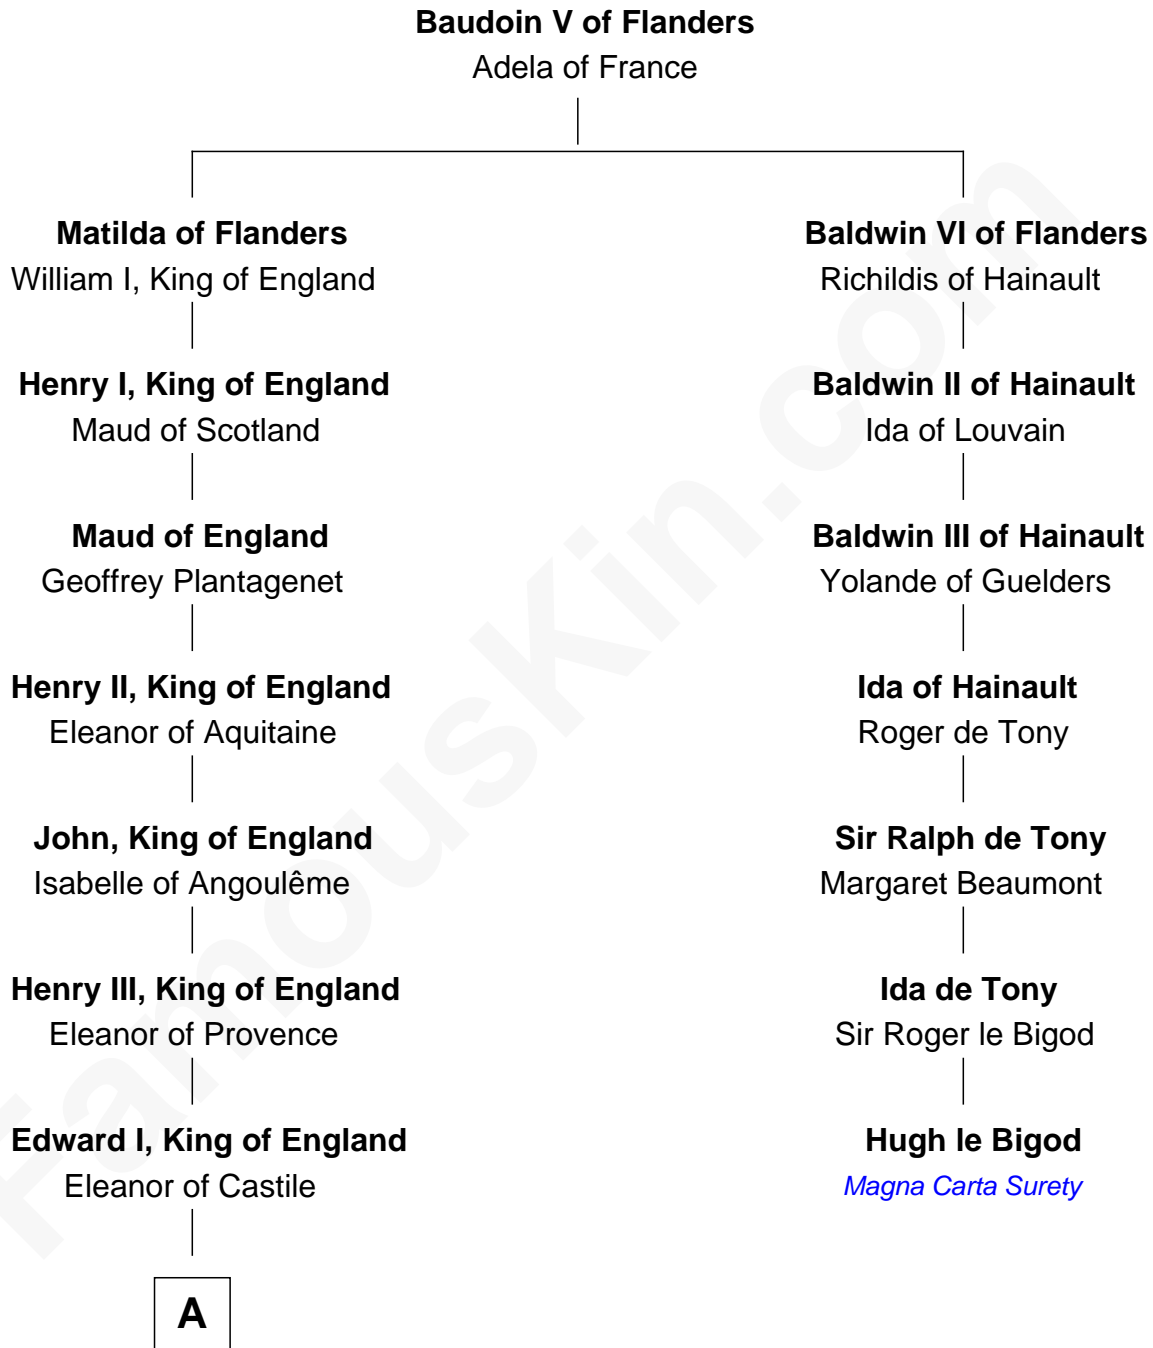 Baudoin V of Flanders
Adela of France
Matilda of Flanders
William I, King of England
Baldwin VI of Flanders
Richildis of Hainault
Henry I, King of England
Maud of Scotland
Baldwin II of Hainault
Ida of Louvain
Maud of England
Geoffrey Plantagenet
Baldwin III of Hainault
Yolande of Guelders
Henry II, King of England
Eleanor of Aquitaine
Ida of Hainault
Roger de Tony
John, King of England
Isabelle of Angoulême
Sir Ralph de Tony
Margaret Beaumont
Henry III, King of England
Eleanor of Provence
Ida de Tony
Sir Roger le Bigod
Edward I, King of England
Eleanor of Castile
Hugh le Bigod
Magna Carta Surety
A
FamousKin.com